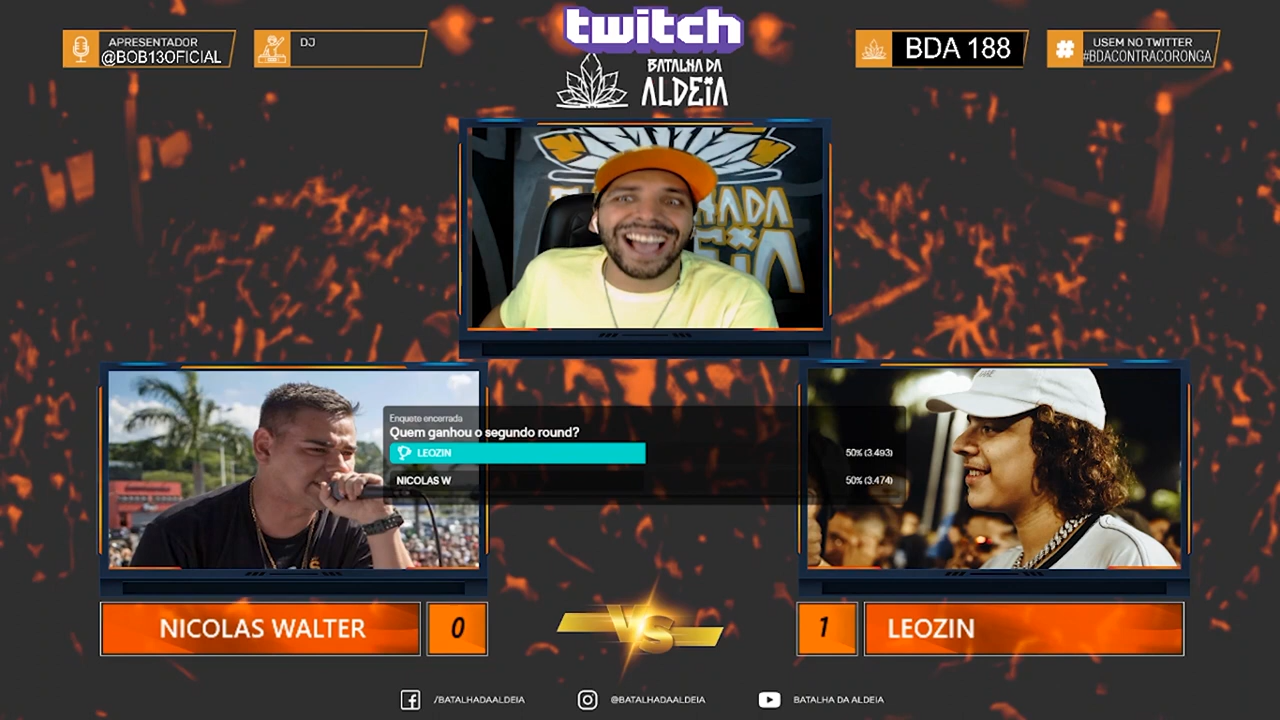 twitch
APRESENTADOR
@BOB13OFICIAL
DJ
BDA 188
#
USEM NO TWITTER
#BDACONTRACORONGA
BATALHA DA
ALDEIA
Enquete encerrada
Quem ganhou o segundo round?
LEOZIN
50% (3.493)
NICOLAS W
50% (3.474)
NICOLAS WALTER
0
VS
1
LEOZIN
/BATALHADAALDEIA
@BATALHADAALDEIA
BATALHA DA ALDEIA